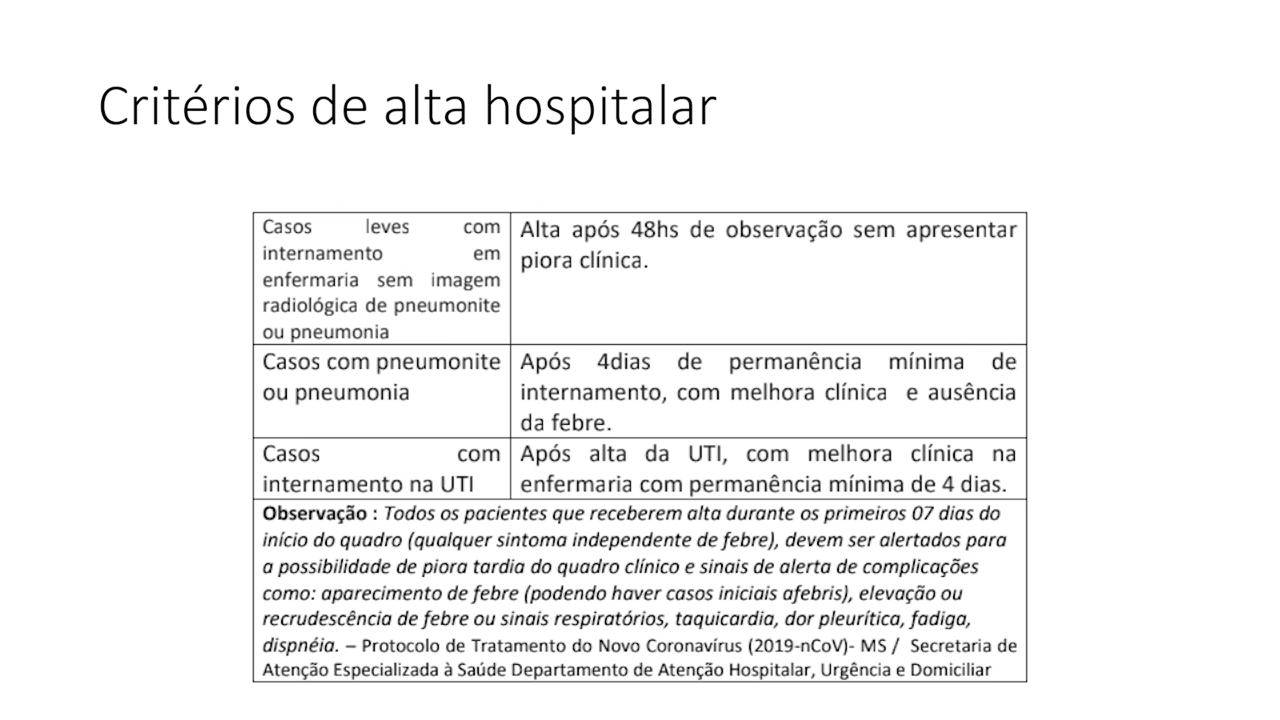 Critérios de alta hospitalar
Casos leves com
internamento em
enfermaria sem imagem
radiológica de pneumonite
ou pneumonia
Alta após 48hs de observação sem apresentar
piora clínica.
Casos com pneumonite
ou pneumonia
Após 4dias de permanência mínima de
internamento, com melhora clínica e ausência
da febre.
Casos com
internamento na UTI
Após alta da UTI, com melhora clínica na
enfermaria com permanência mínima de 4 dias.
Observação : Todos os pacientes que receberem alta durante os primeiros 07 dias do
início do quadro (qualquer sintoma independente de febre), devem ser alertados para
a possibilidade de piora tardia do quadro clínico e sinais de alerta de complicações
como: aparecimento de febre (podendo haver casos iniciais afebris), elevação ou
recrudescência de febre ou sinais respiratórios, taquicardia, dor pleurítica, fadiga,
dispnéia. – Protocolo de Tratamento do Novo Coronavírus (2019-nCoV)- MS / Secretaria de
Atenção Especializada à Saúde Departamento de Atenção Hospitalar, Urgência e Domiciliar